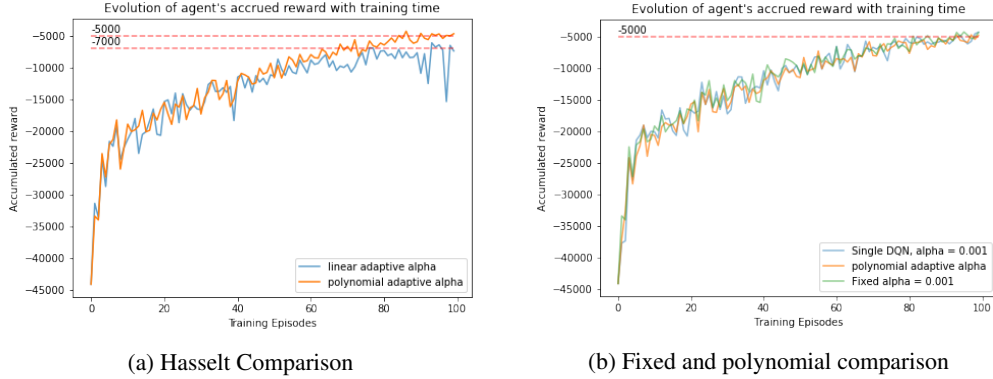 Evolution of agent's accrued reward with training time
-5000
-7000
−5000
−10000
−15000
−20000
−25000
−30000
−35000
−40000
−45000
Accumulated reward
linear adaptive alpha
polynomial adaptive alpha
0 20 40 60 80 100
Training Episodes
(a) Hasselt Comparison
Evolution of agent's accrued reward with training time
-5000
−5000
−10000
−15000
−20000
−25000
−30000
−35000
−40000
−45000
Accumulated reward
Single DQN, alpha = 0.001
polynomial adaptive alpha
Fixed alpha = 0.001
0 20 40 60 80 100
Training Episodes
(b) Fixed and polynomial comparison